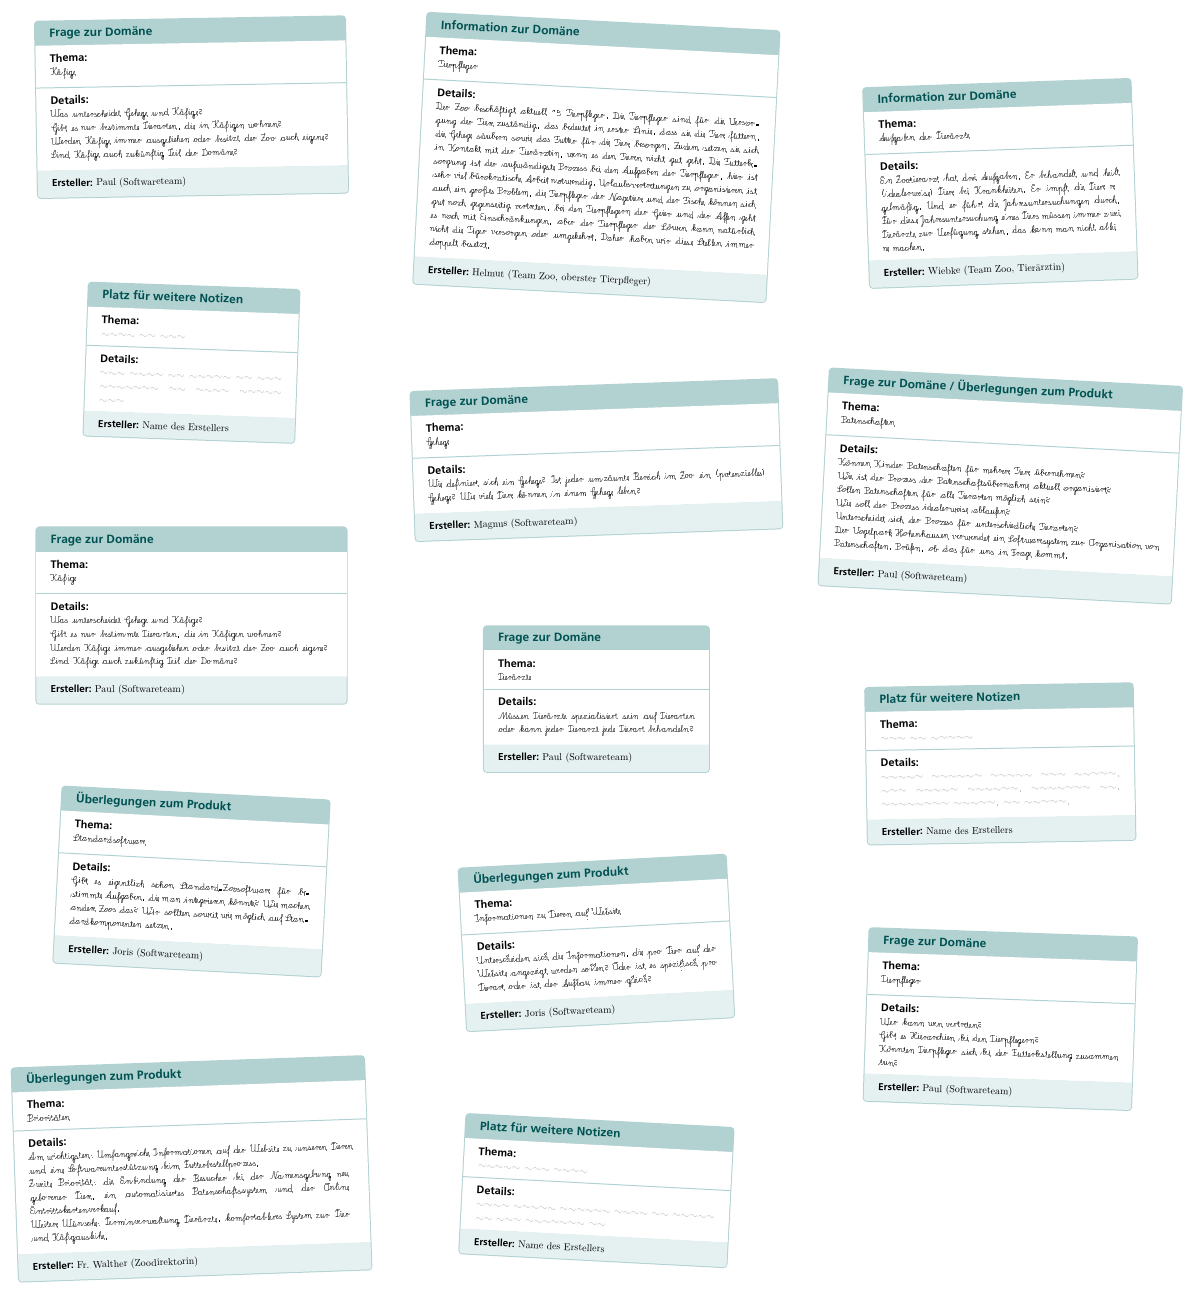 Frage zur Domäne
Thema:
Käfige
Details:
Was unterscheidet Gehege und Käfige?
Gibt es nur bestimmte Tierarten, die in Käfigen wohnen?
Werden Käfige immer ausgeliehen oder besitzt der Zoo auch eigene?
Sind Käfige auch zukünftig Teil der Domäne?
Ersteller: Paul (Softwareteam)
Information zur Domäne
Thema:
Tierpfleger
Details:
Der Zoo beschäftigt aktuell Tierpfleger. Die Tierpfleger sind für die Versor-
gung der Tiere zuständig, das bedeutet in erster Linie, dass sie die Tiere füttern,
die Gehege säubern sowie das Futter für die Tiere besorgen. Zudem setzen sie sich
in Kontakt mit der Tierärztin, wenn es den Tieren nicht gut geht. Die Futterbe-
sorgung ist der aufwändigste Prozess bei den Aufgaben der Tierpfleger, hier ist
sehr viel bürokratische Arbeit notwendig. Urlaubsvertretungen zu organisieren ist
auch ein großes Problem, die Tierpfleger der Nagetiere und der Fische können sich
gut noch gegenseitig vertreten, bei den Tierpflegern der Geier und der Affen geht
es noch mit Einschränkungen, aber der Tierpfleger der Löwen kann natürlich
nicht die Tiger versorgen oder umgekehrt. Daher haben wir diese Stellen immer
doppelt besetzt.
Ersteller: Helmut (Team Zoo, oberster Tierpfleger)
Information zur Domäne
Thema:
Aufgaben der Tierärzte
Details:
Ein Zootierarzt hat drei Aufgaben. Er behandelt und heilt
(idealerweise) Tiere bei Krankheiten. Er impft die Tiere re
gelmäßig. Und er führt die Jahresuntersuchungen durch.
Für diese Jahresuntersuchung eines Tiers müssen immer zwei
Tierärzte zur Verfügung stehen, das kann man nicht allei
ne machen.
Ersteller: Wiebke (Team Zoo, Tierärztin)
Platz für weitere Notizen
Thema:
Details:
Ersteller: Name des Erstellers
Frage zur Domäne
Thema:
Gehege
Details:
Wie definiert sich ein Gehege? Ist jeder umzäunte Bereich im Zoo ein (potenzielles)
Gehege? Wie viele Tiere können in einem Gehege leben?
Ersteller: Magnus (Softwareteam)
Frage zur Domäne / Überlegungen zum Produkt
Thema:
Patenschaften
Details:
Können Kinder Patenschaften für mehrere Tiere übernehmen?
Wie ist der Prozess der Patenschaftsübernahme aktuell organisiert?
Sollen Patenschaften für alle Tierarten möglich sein?
Wie soll der Prozess idealerweise ablaufen?
Unterscheidet sich der Prozess für unterschiedliche Tierarten?
Der Vogelpark Hohenhausen verwendet ein Softwaresystem zur Organisation von
Patenschaften. Prüfen, ob das für uns in Frage kommt.
Ersteller: Paul (Softwareteam)
Frage zur Domäne
Thema:
Käfige
Details:
Was unterscheidet Gehege und Käfige?
Gibt es nur bestimmte Tierarten, die in Käfigen wohnen?
Werden Käfige immer ausgeliehen oder besitzt der Zoo auch eigene?
Sind Käfige auch zukünftig Teil der Domäne?
Ersteller: Paul (Softwareteam)
Frage zur Domäne
Thema:
Tierärzte
Details:
Müssen Tierärzte spezialisiert sein auf Tierarten
oder kann jeder Tierarzt jede Tierart behandeln?
Ersteller: Paul (Softwareteam)
Platz für weitere Notizen
Thema:
Details:
Ersteller: Name des Erstellers
Überlegungen zum Produkt
Thema:
Standardsoftware
Details:
Gibt es eigentlich schon Standard-Zoosoftware für be-
stimmte Aufgaben, die man integrieren könnte? Wie machen
anden Zoos das? Wir sollten soweit wie möglich auf Stan-
dardkomponenten setzen.
Ersteller: Joris (Softwareteam)
Überlegungen zum Produkt
Thema:
Informationen zu Tieren auf Website
Details:
Unterscheiden sich die Informationen, die pro Tier auf der
Website angezeigt werden sollen? Oder ist es spezifisch pro
Tierart oder ist der Aufbau immer gleich?
Ersteller: Joris (Softwareteam)
Frage zur Domäne
Thema:
Tierpfleger
Details:
Wer kann wen vertreten?
Gibt es Hierarchien bei den Tierpflegern?
Könnten Tierpfleger sich bei der Futterbestellung zusammen
tun?
Ersteller: Paul (Softwareteam)
Überlegungen zum Produkt
Thema:
Prioritäten
Details:
Am wichtigsten: Umfangreiche Informationen auf der Website zu unseren Tieren
und eine Softwareunterstützung beim Futterbestellprozess.
Zweite Priorität: die Einbindung der Besucher bei der Namensgebung neu
geborener Tiere, ein automatisiertes Patenschaftssystem und der Online
Eintrittskartenverkauf.
Weitere Wünsche: Terminverwaltung Tierärzte, komfortableres System zur Tier
und Käfigausleihe.
Ersteller: Fr. Walther (Zoodirektorin)
Platz für weitere Notizen
Thema:
Details:
Ersteller: Name des Erstellers